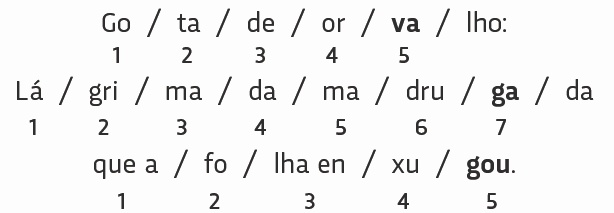 Go / ta / de / or / va / lho:
1 2 3 4 5
Lá / gri / ma / da / ma / dru / ga / da
1 2 3 4 5 6 7
que a / fo / lha en / xu / gou.
1 2 3 4 5